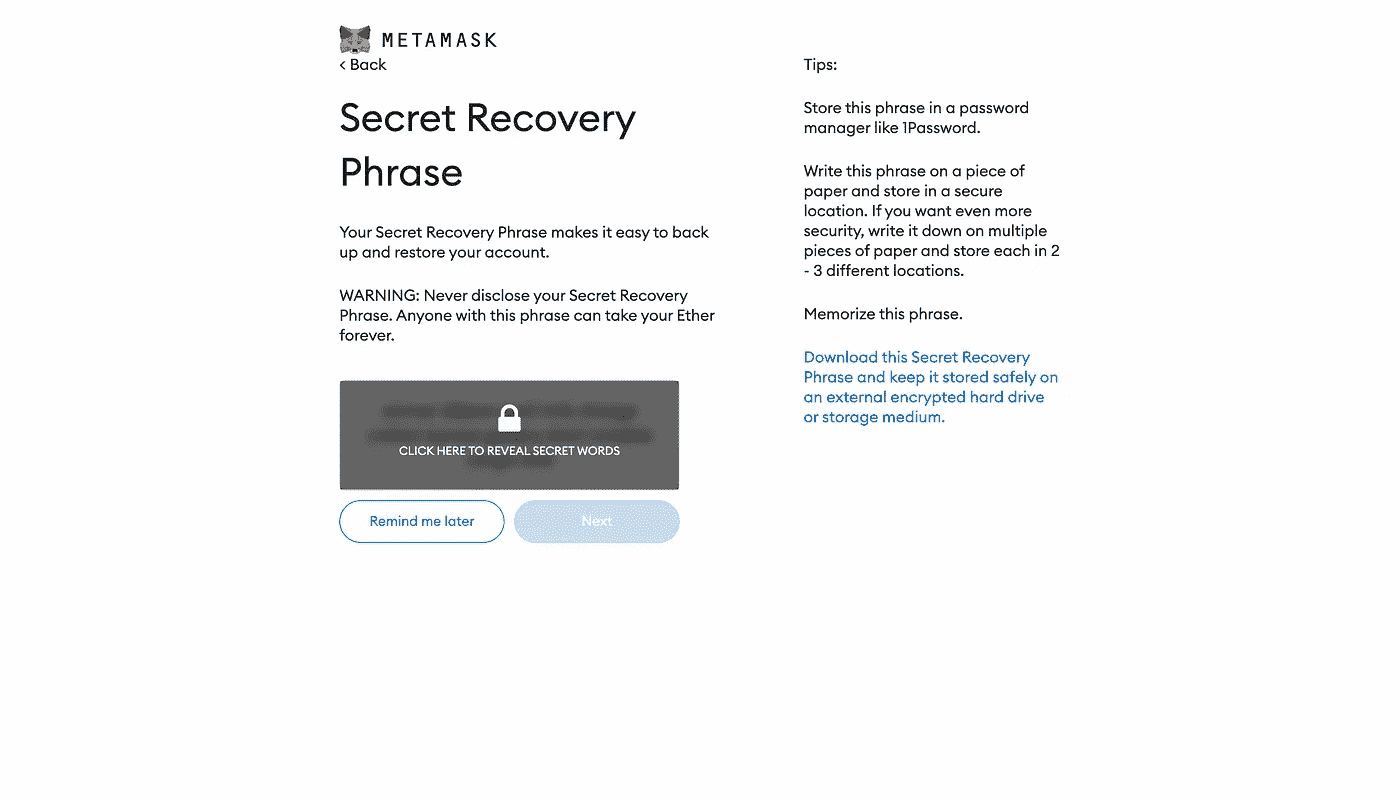 METAMASK
< Back
Secret Recovery
Phrase
Your Secret Recovery Phrase makes it easy to back
up and restore your account.
WARNING: Never disclose your Secret Recovery
Phrase. Anyone with this phrase can take your Ether
forever.
CLICK HERE TO REVEAL SECRET WORDS
Remind me later
Next
Tips:
Store this phrase in a password
manager like 1Password.
Write this phrase on a piece of
paper and store in a secure
location. If you want even more
security, write it down on multiple
pieces of paper and store each in 2
- 3 different locations.
Memorize this phrase.
Download this Secret Recovery
Phrase and keep it stored safely on
an external encrypted hard drive
or storage medium.